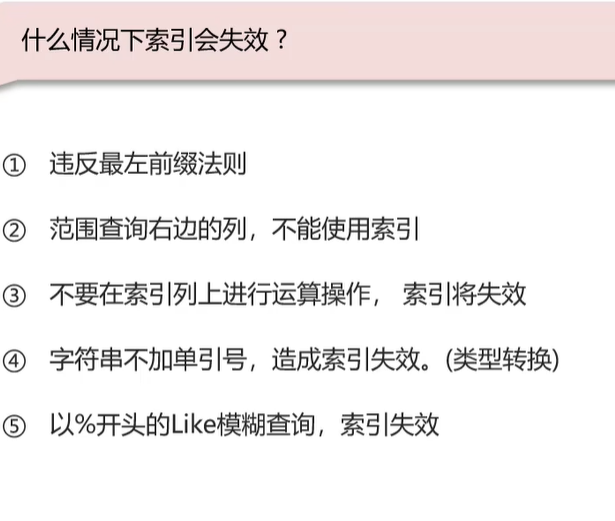 什么情况下索引会失效？
① 违反最左前缀法则
② 范围查询右边的列，不能使用索引
③ 不要在索引列上进行运算操作， 索引将失效
④ 字符串不加单引号，造成索引失效。(类型转换)
⑤ 以%开头的Like模糊查询，索引失效